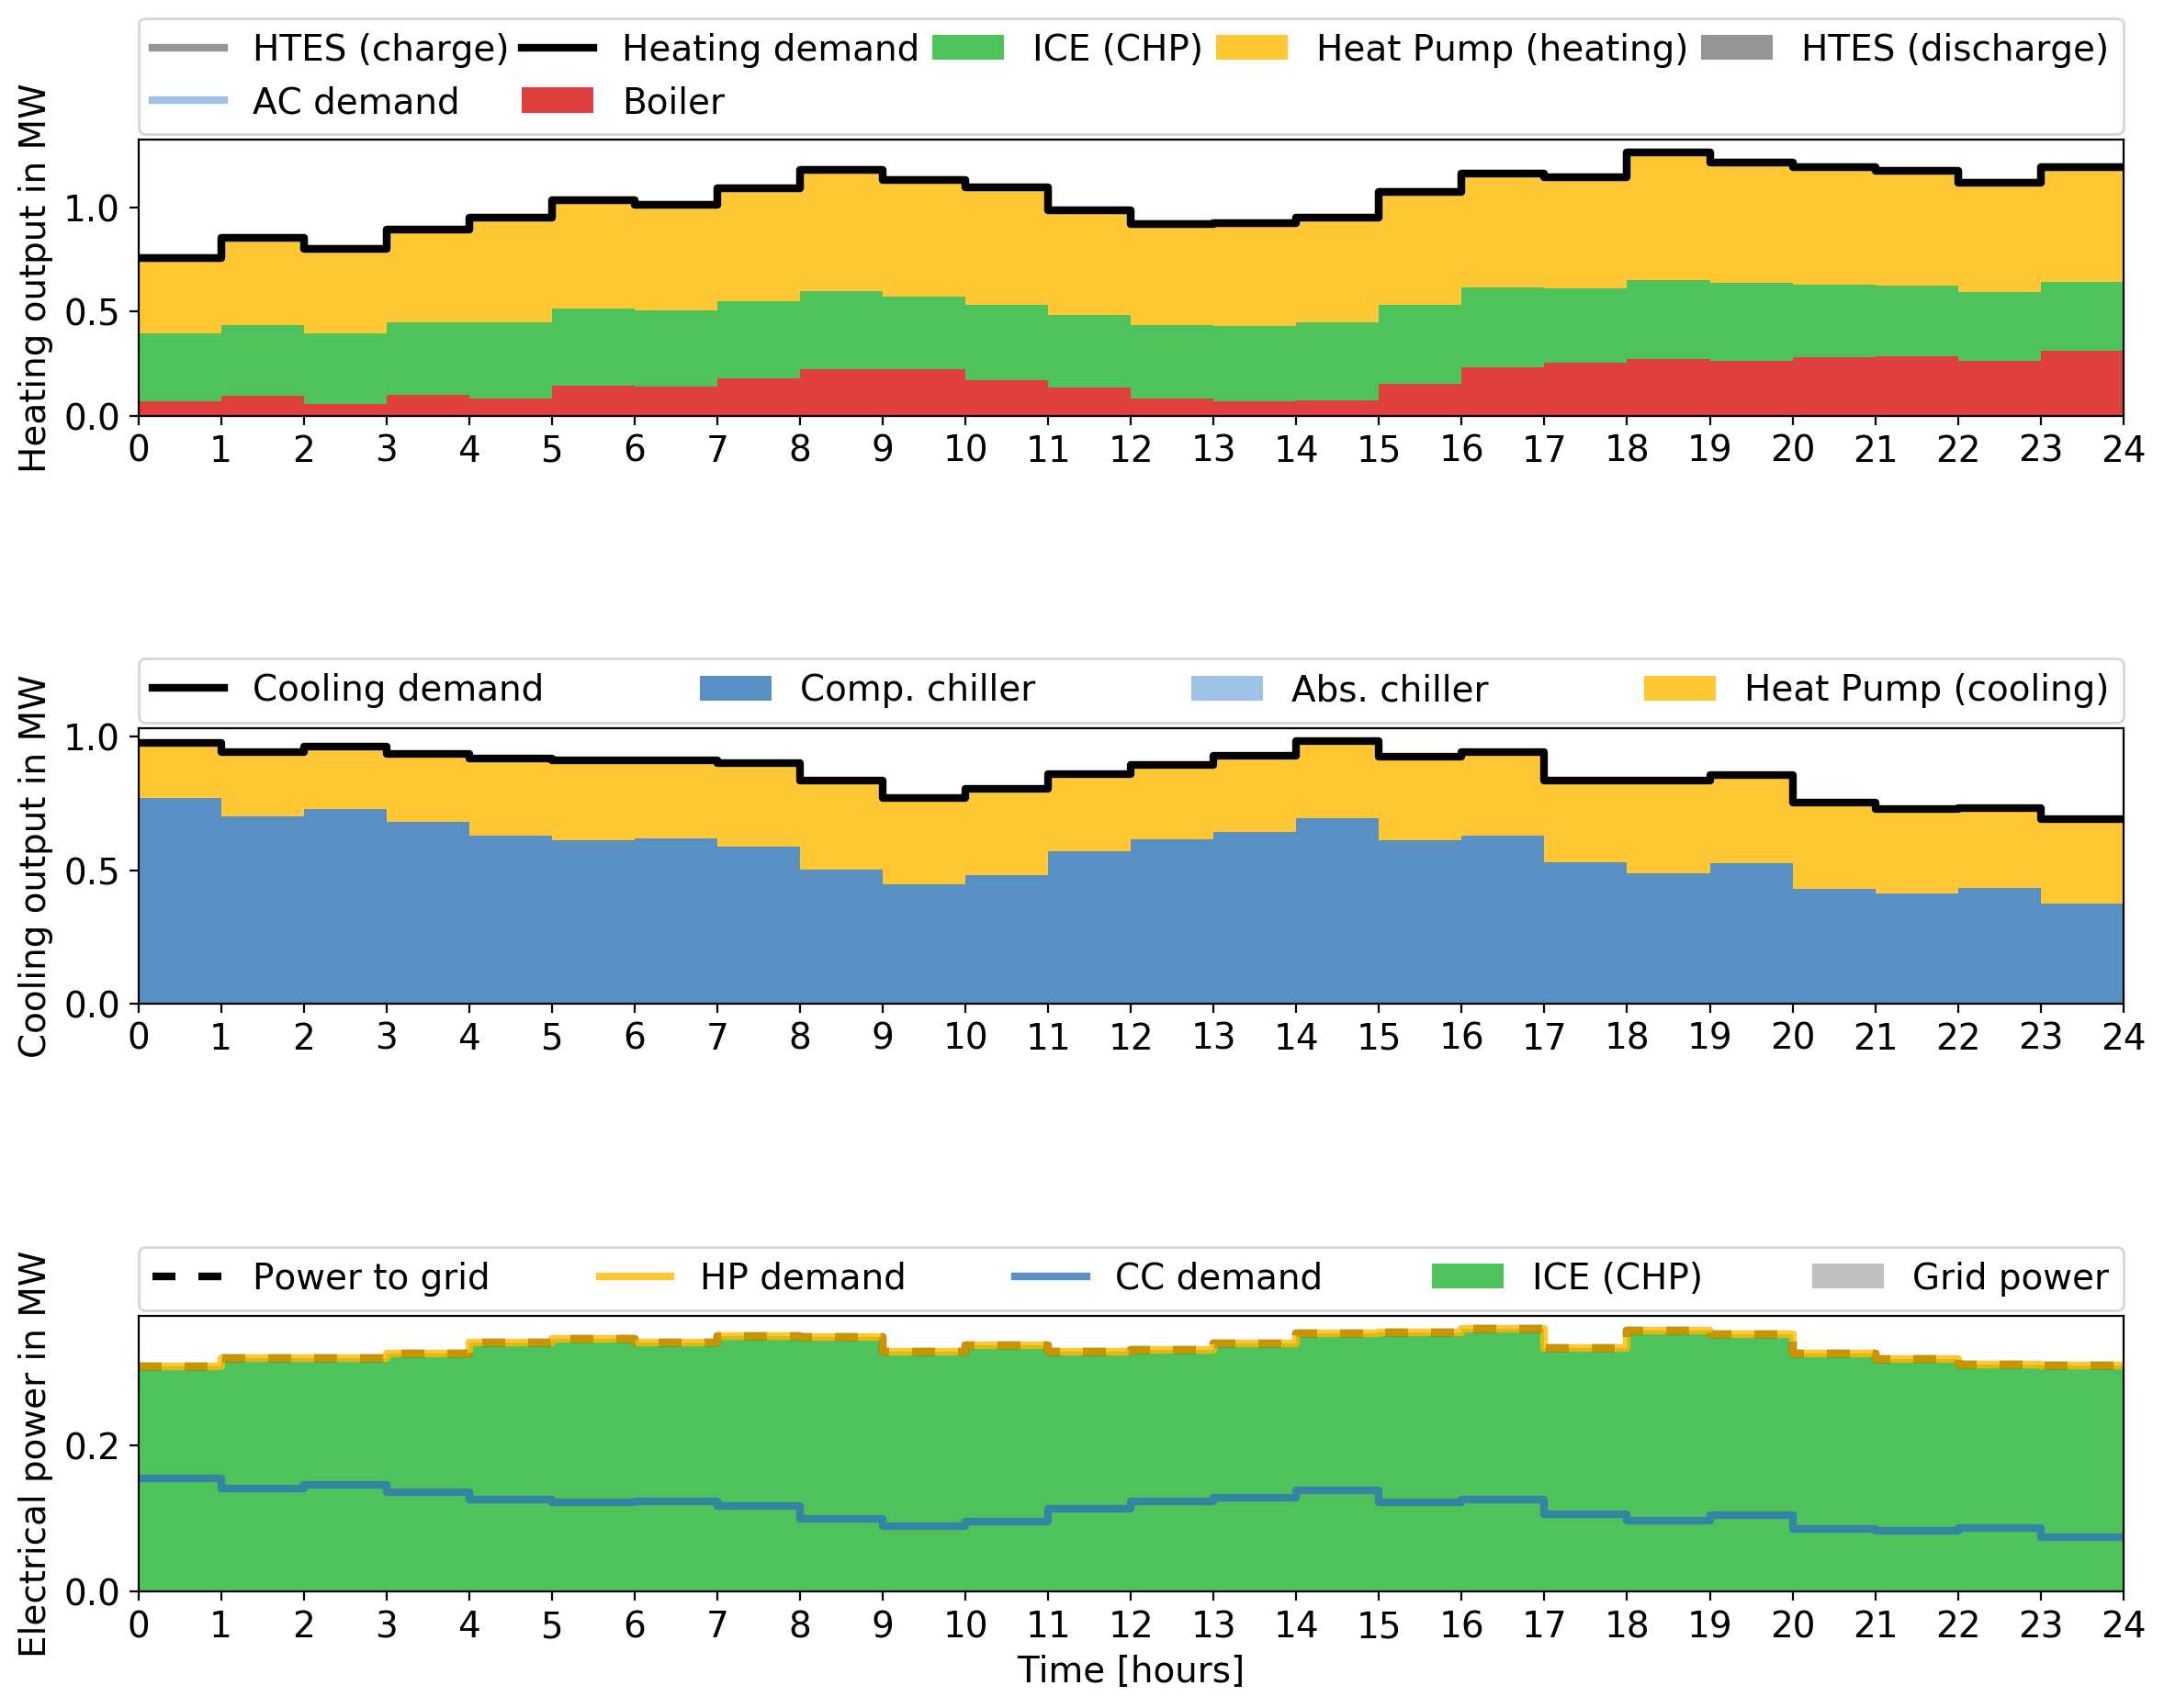 HTES (charge) Heating demand ICE (CHP) Heat Pump (heating) HTES (discharge)
AC demand Boiler
Heating output in MW
1.0
0.5
0.0
0 1 2 3 4 5 6 7 8 9 10 11 12 13 14 15 16 17 18 19 20 21 22 23 24
Cooling demand Comp. chiller Abs. chiller Heat Pump (cooling)
Cooling output in MW
1.0
0.5
0.0
0 1 2 3 4 5 6 7 8 9 10 11 12 13 14 15 16 17 18 19 20 21 22 23 24
Power to grid HP demand CC demand ICE (CHP) Grid power
Electrical power in MW
0.2
0.0
0 1 2 3 4 5 6 7 8 9 10 11 12 13 14 15 16 17 18 19 20 21 22 23 24
Time [hours]